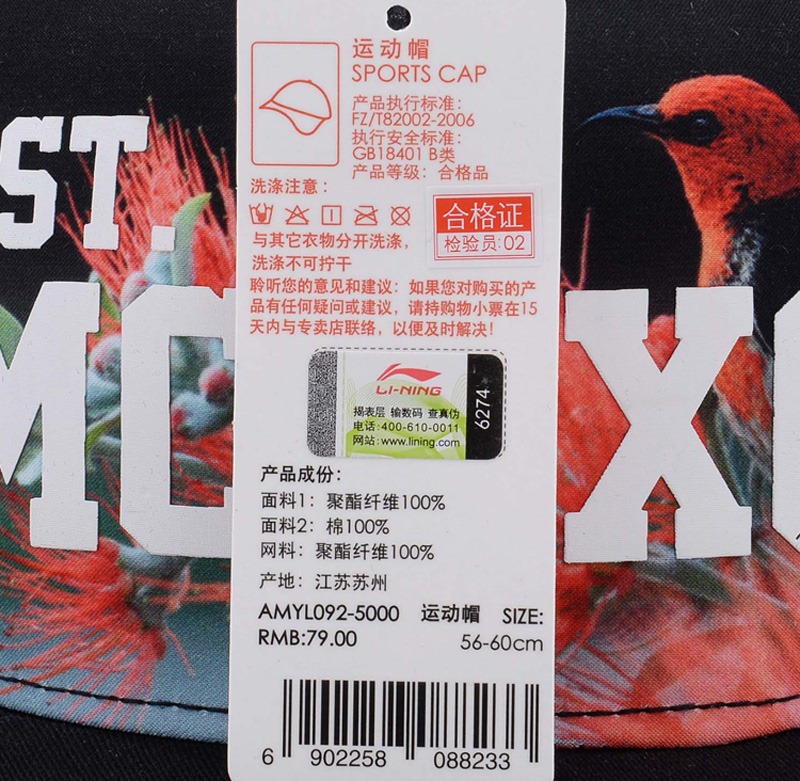 运动帽
SPORTS CAP
产品执行标准：
FZ/T82002-2006
执行安全标准：
GB18401 B类
产品等级：合格品
洗涤注意：
与其它衣物分开洗涤，
洗涤不可拧干
合格证
检验员:02
聆听您的意见和建议：如果您对购买的产
品有任何疑问或建议，请持购物小票在15
天内与专卖店联络，以便及时解决！
LI-NING
揭表层 输数码 查真伪
电话:400-610-0011
网站:www.lining.com
6274
产品成份：
面料1：聚酯纤维100%
面料2：棉100%
网料：聚酯纤维100%
产地：江苏苏州
AMYL092-5000 运动帽 SIZE:
RMB:79.00 56-60cm
6 902258 088233
ST.
MC
X